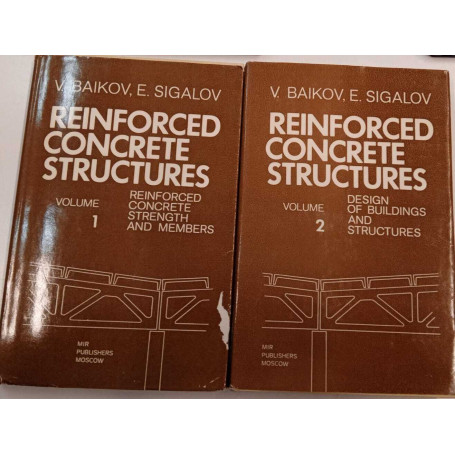 V. BAIKOV, E. SIGALOV
REINFORCED
CONCRETE
STRUCTURES
VOLUME
1
REINFORCED
CONCRETE
STRENGTH
AND MEMBERS
MIR
PUBLISHERS
MOSCOW
V. BAIKOV, E. SIGALOV
REINFORCED
CONCRETE
STRUCTURES
VOLUME
2
DESIGN
OF BUILDINGS
AND
STRUCTURES
MIR
PUBLISHERS
MOSCOW